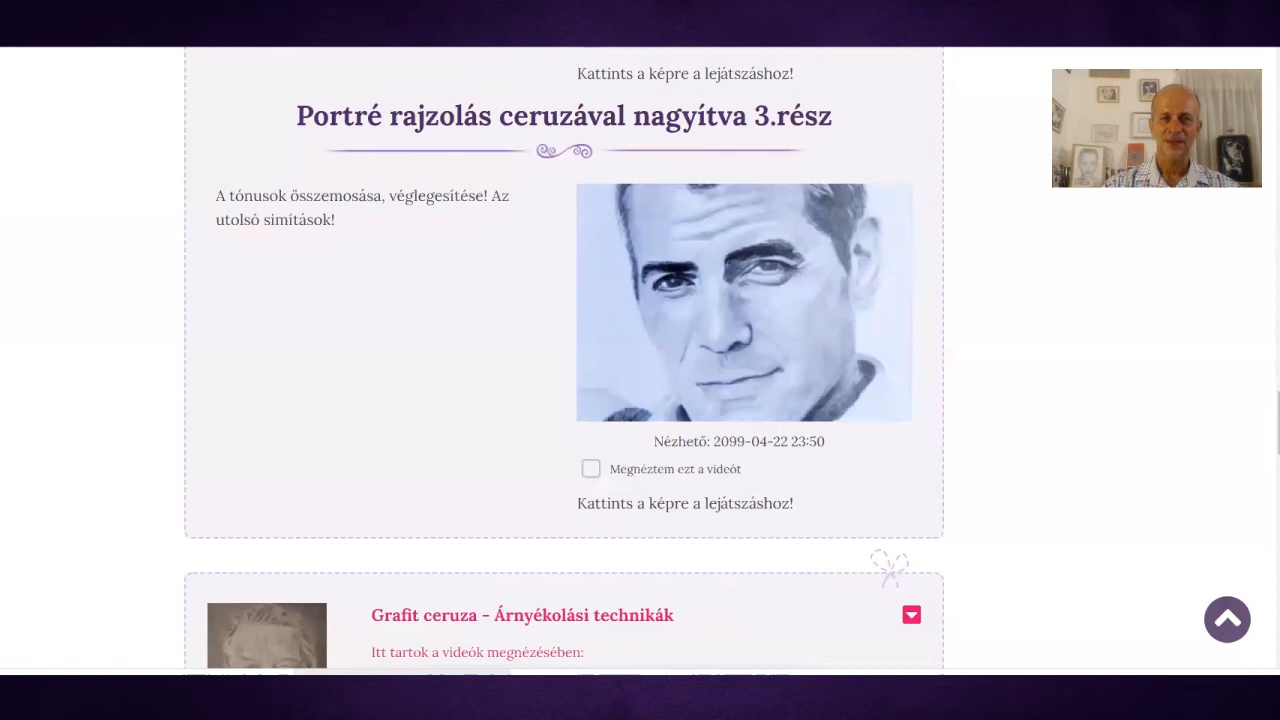 Kattints a képre a lejátszáshoz!
Portré rajzolás ceruzával nagyítva 3.rész
A tónusok összemosása, véglegesítése! Az
utolsó simítások!
Nézhető: 2099-04-22 23:50
Megnéztem ezt a videót
Kattints a képre a lejátszáshoz!
Grafit ceruza - Árnyékolási technikák
Itt tartok a videók megnézésében: